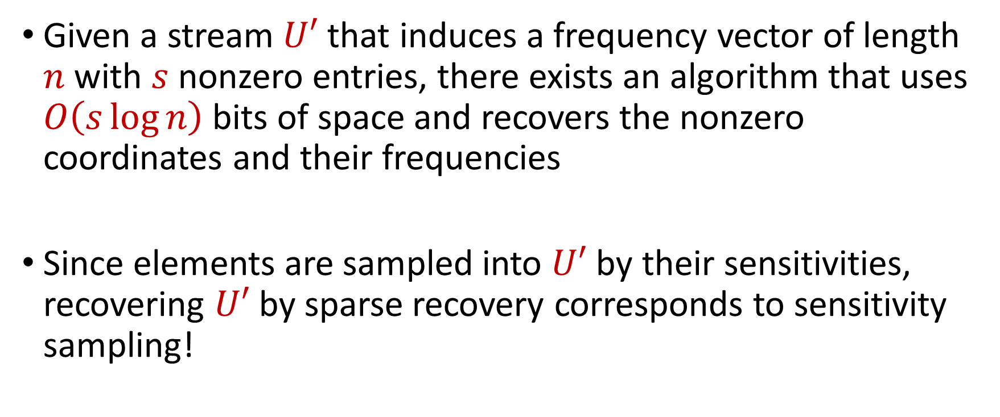 • Given a stream U′ that induces a frequency vector of length
n with s nonzero entries, there exists an algorithm that uses
O(s log n) bits of space and recovers the nonzero
coordinates and their frequencies
• Since elements are sampled into U′ by their sensitivities,
recovering U′ by sparse recovery corresponds to sensitivity
sampling!